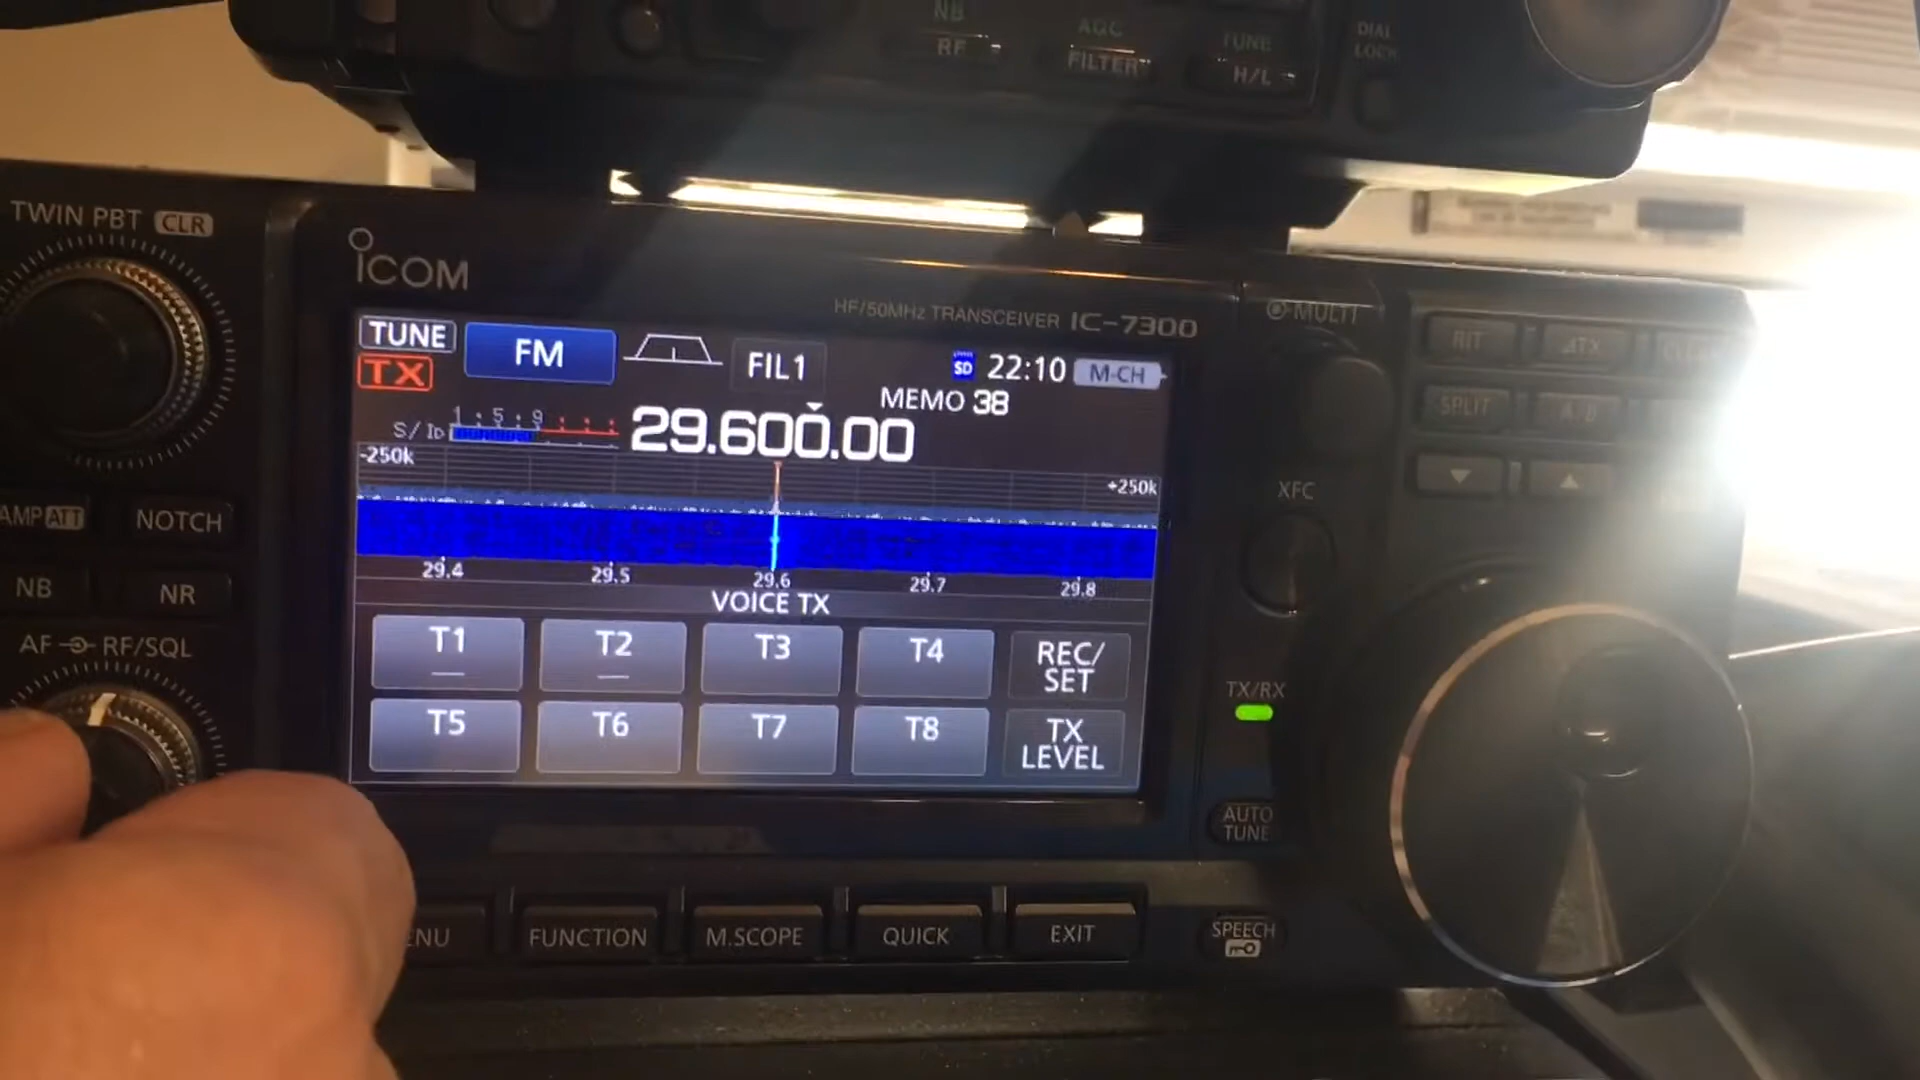 NB
AGC
TUNE
DIAL
LOCK
RF
FILTER
H/L
TWIN PBT CLR
ICOM
HF/50MHz TRANSCEIVER IC-7300
MULTI
TUNE
FM
FIL1
SD
22:10
M-CH
TX
MEMO 38
1 5 9
S/ID
29.600.00
-250k
+250k
29.4
29.5
29.6
29.7
29.8
VOICE TX
T1
T2
T3
T4
REC/
SET
T5
T6
T7
T8
TX
LEVEL
RIT
ΔTX
SPLIT
A/B
XFC
AMP ATT
NOTCH
NB
NR
AF RF/SQL
TX/RX
AUTO
TUNE
ENU
FUNCTION
M.SCOPE
QUICK
EXIT
SPEECH